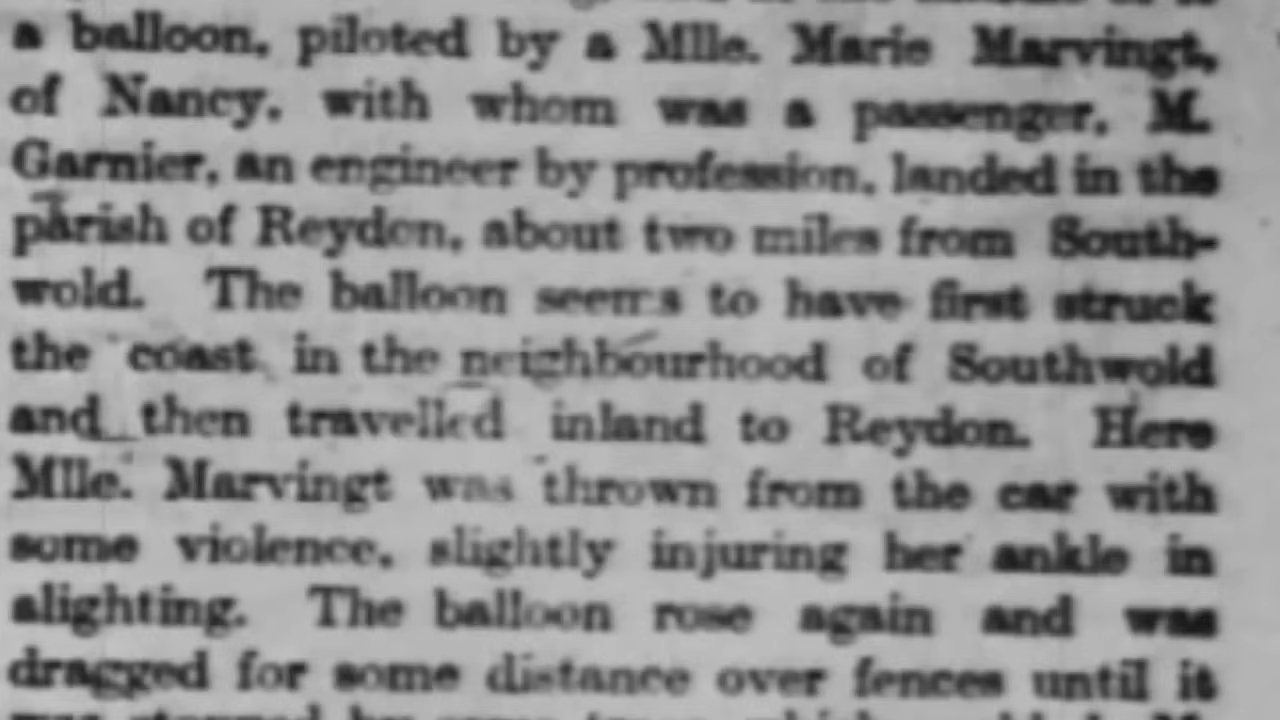 a balloon, piloted by a Mlle. Marie Marvingt,
of Nancy, with whom was a passenger, M.
Garnier, an engineer by profession, landed in the
parish of Reydon, about two miles from South-
wold. The balloon seems to have first struck
the coast in the neighbourhood of Southwold
and then travelled inland to Reydon. Here
Mlle. Marvingt was thrown from the car with
some violence, slightly injuring her ankle in
alighting. The balloon rose again and was
dragged for some distance over fences until it